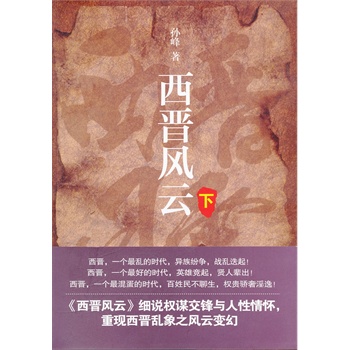 孙峰 著
西晋风云
下
西晋，一个最乱的时代，异族纷争，战乱迭起！
西晋，一个最好的时代，英雄竞起，贤人辈出！
西晋，一个最混蛋的时代，百姓民不聊生，权贵骄奢淫逸！
《西晋风云》细说权谋交锋与人性情怀，
重现西晋乱象之风云变幻